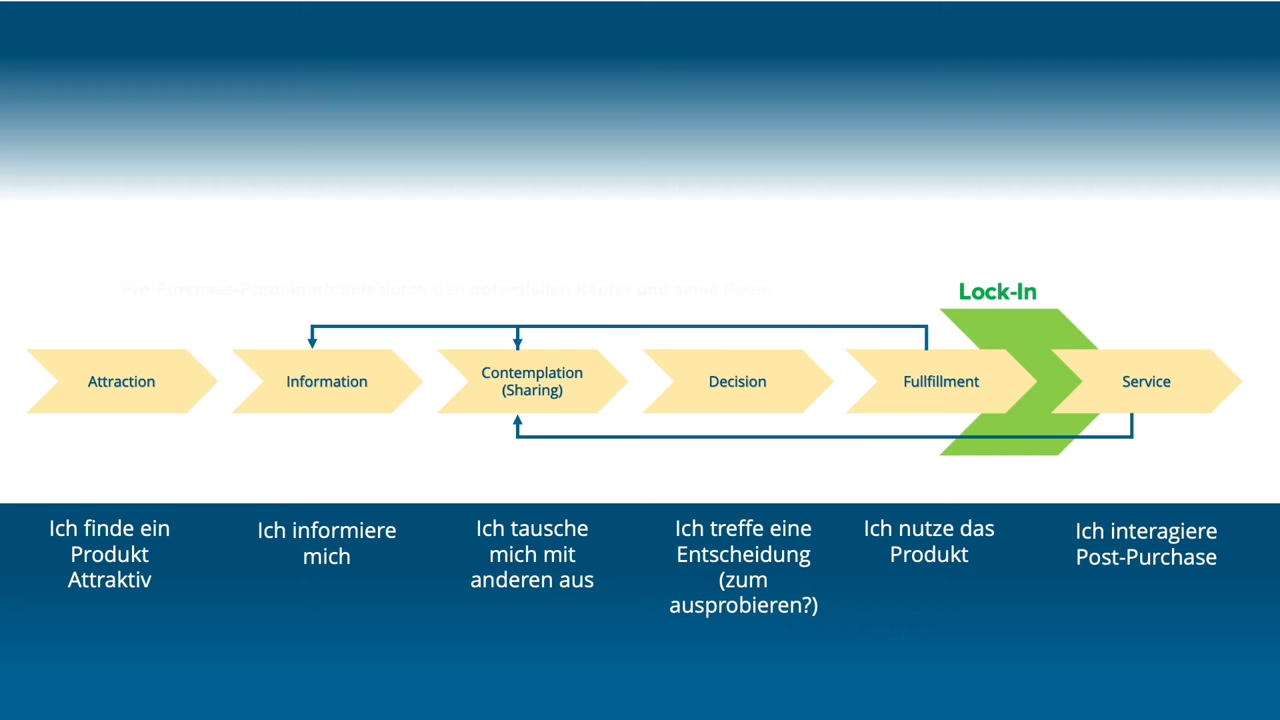 Lock-In
Attraction
Information
Contemplation
(Sharing)
Decision
Fullfillment
Service
Ich finde ein
Produkt
Attraktiv
Ich informiere
mich
Ich tausche
mich mit
anderen aus
Ich treffe eine
Entscheidung
(zum
ausprobieren?)
Ich nutze das
Produkt
Ich interagiere
Post-Purchase